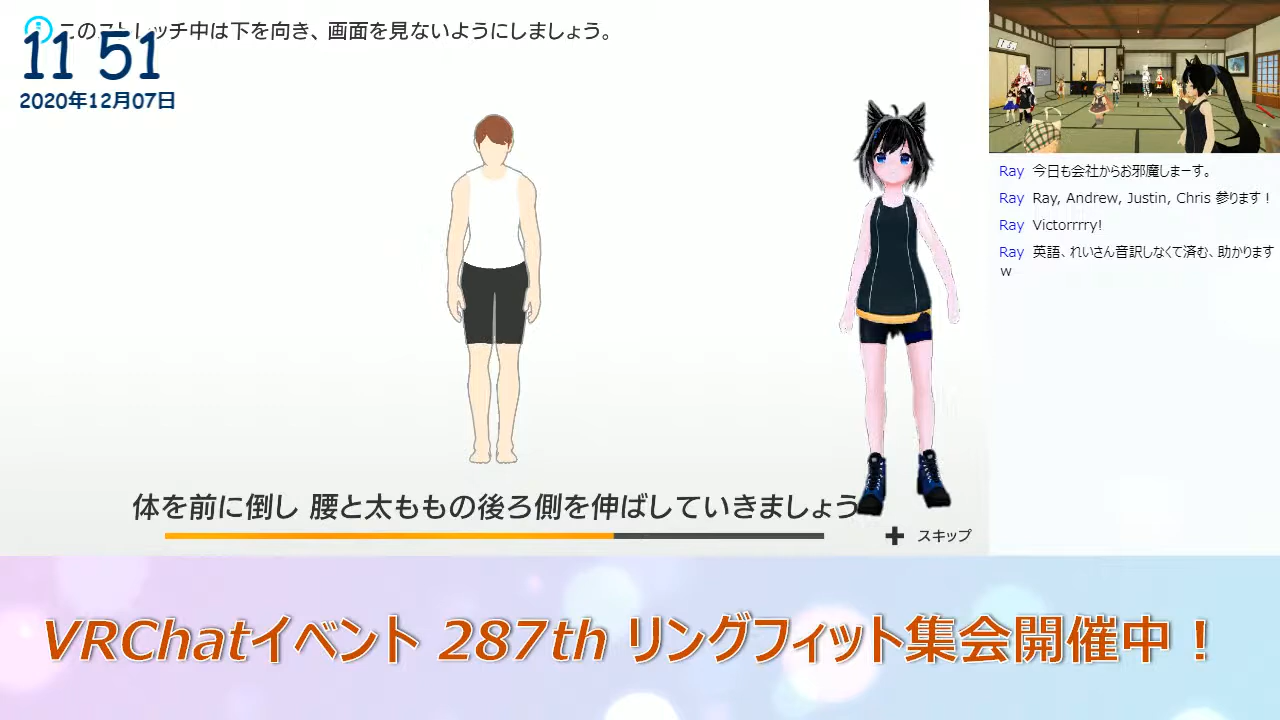 このストレッチ中は下を向き、画面を見ないようにしましょう。
11 51
2020年12月07日
Ray 今日も会社からお邪魔しまーす。
Ray Ray, Andrew, Justin, Chris 参ります！
Ray Victorrrry!
Ray 英語、れいさん音訳しなくて済む、助かります
w
体を前に倒し 腰と太ももの後ろ側を伸ばしていきましょう
スキップ
VRChatイベント 287th リングフィット集会開催中！